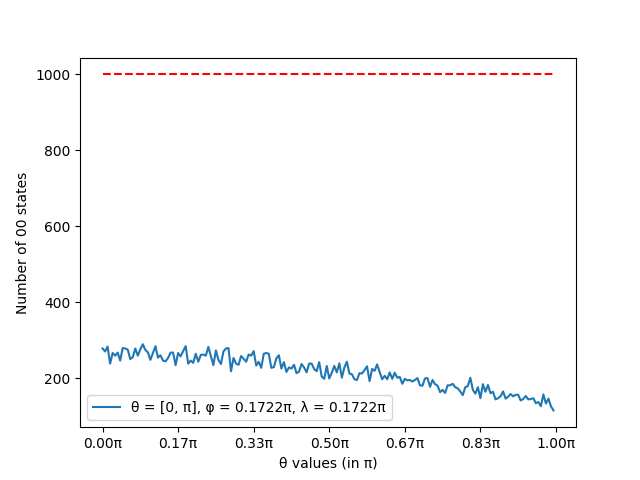 1000
800
600
400
200
Number of 00 states
θ = [0, π], φ = 0.1722π, λ = 0.1722π
0.00π 0.17π 0.33π 0.50π 0.67π 0.83π 1.00π
θ values (in π)